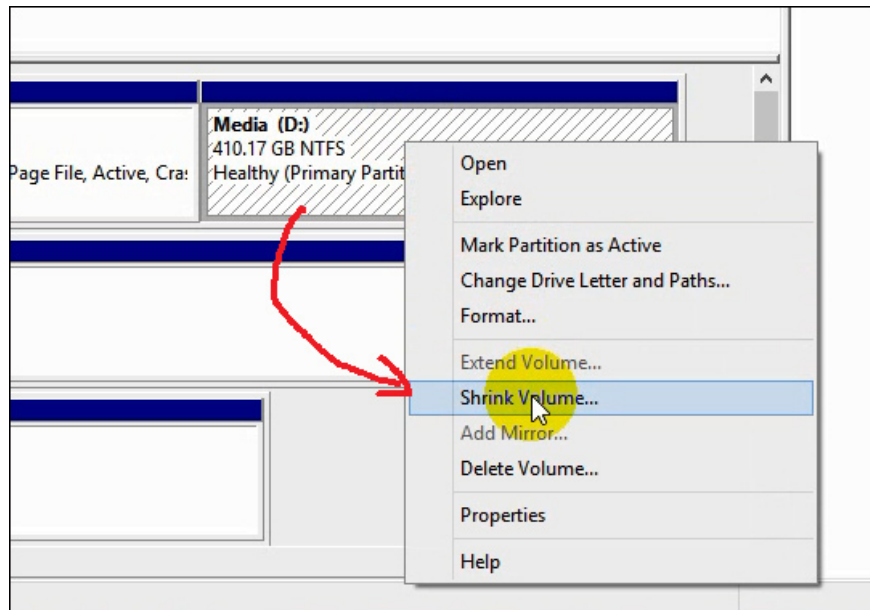 Media (D:)
410.17 GB NTFS
Page File, Active, Cra
Healthy (Primary Partit
Open
Explore
Mark Partition as Active
Change Drive Letter and Paths...
Format...
Extend Volume...
Shrink Volume...
Add Mirror...
Delete Volume...
Properties
Help